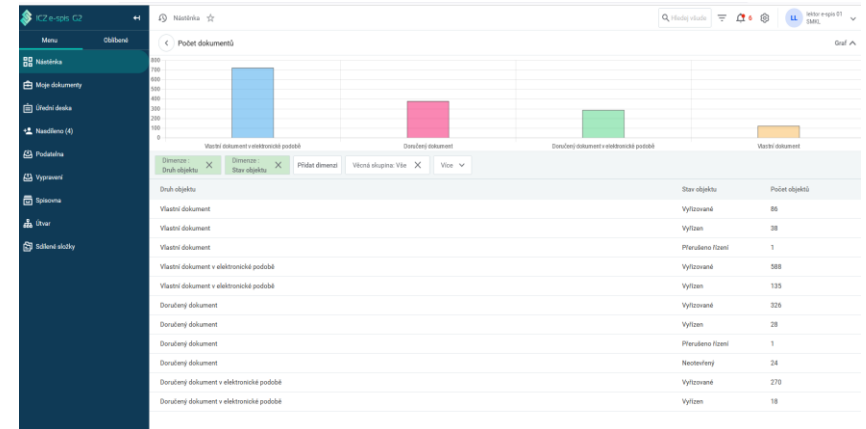 ICZ e-spis G2
Menu
Oblíbené
Nástěnka
Moje dokumenty
Úřední deska
Nasdíleno (4)
Podatelna
Vypravení
Spisovna
Útvar
Sdílené složky
Nástěnka
Hledej všude
6
LL
lektor e-spis 01
SMKL
Počet dokumentů
Graf
800
700
600
500
400
300
200
100
0
Vlastní dokument v elektronické podobě
Doručený dokument
Doručený dokument v elektronické podobě
Vlastní dokument
Dimenze :
Druh objektu
Dimenze :
Stav objektu
Přidat dimenzi
Věcná skupina: Vše
Více
Druh objektu Stav objektu Počet objektů
Vlastní dokument Vyřizované 86
Vlastní dokument Vyřízen 38
Vlastní dokument Přerušeno řízení 1
Vlastní dokument v elektronické podobě Vyřizované 588
Vlastní dokument v elektronické podobě Vyřízen 135
Doručený dokument Vyřizované 326
Doručený dokument Vyřízen 28
Doručený dokument Přerušeno řízení 1
Doručený dokument Neotevřený 24
Doručený dokument v elektronické podobě Vyřizované 270
Doručený dokument v elektronické podobě Vyřízen 18